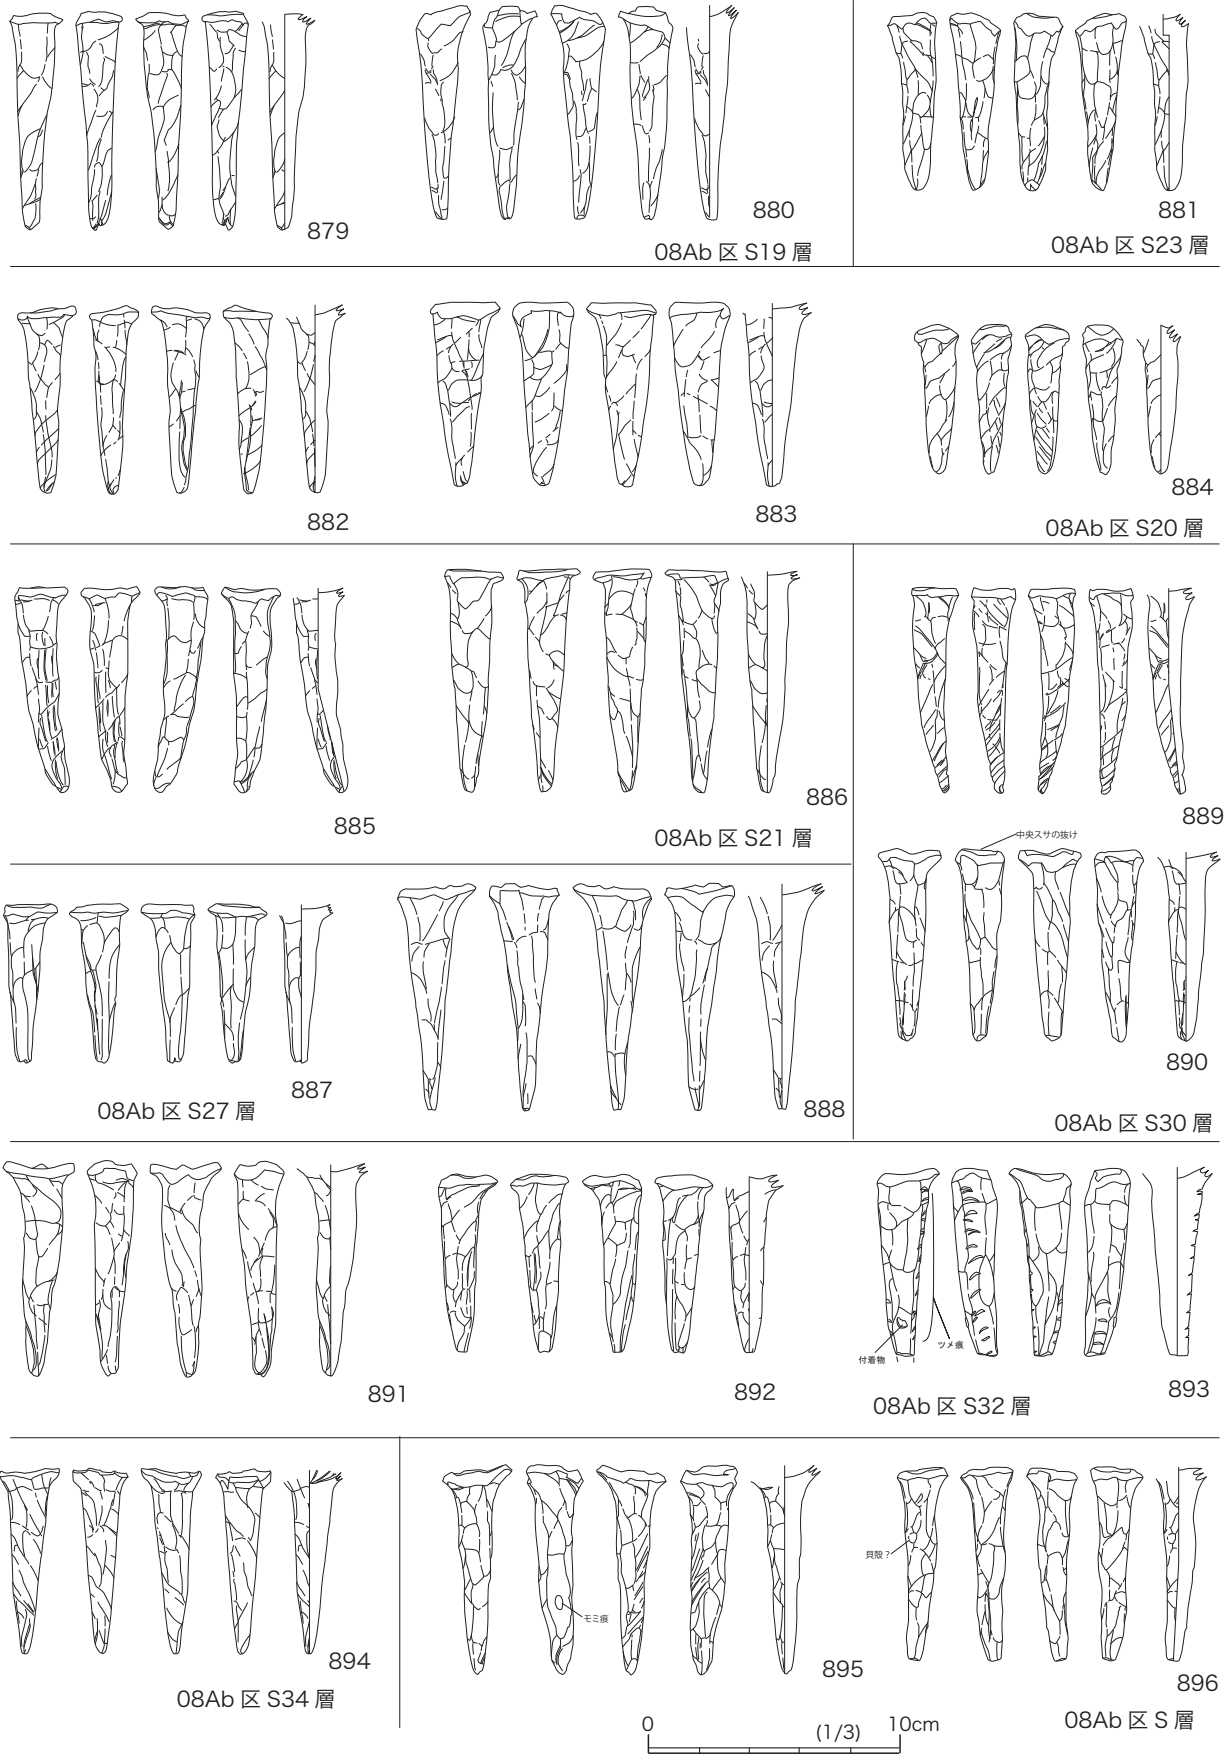 879
880
08Ab 区 S19 層
881
08Ab 区 S23 層
882
883
884
08Ab 区 S20 層
885
886
08Ab 区 S21 層
889
中央スサの抜け
890
08Ab 区 S30 層
887
08Ab 区 S27 層
888
891
892
付着物
ツメ痕
893
08Ab 区 S32 層
894
08Ab 区 S34 層
モミ痕
895
貝殻？
896
08Ab 区 S 層
0 (1/3) 10cm